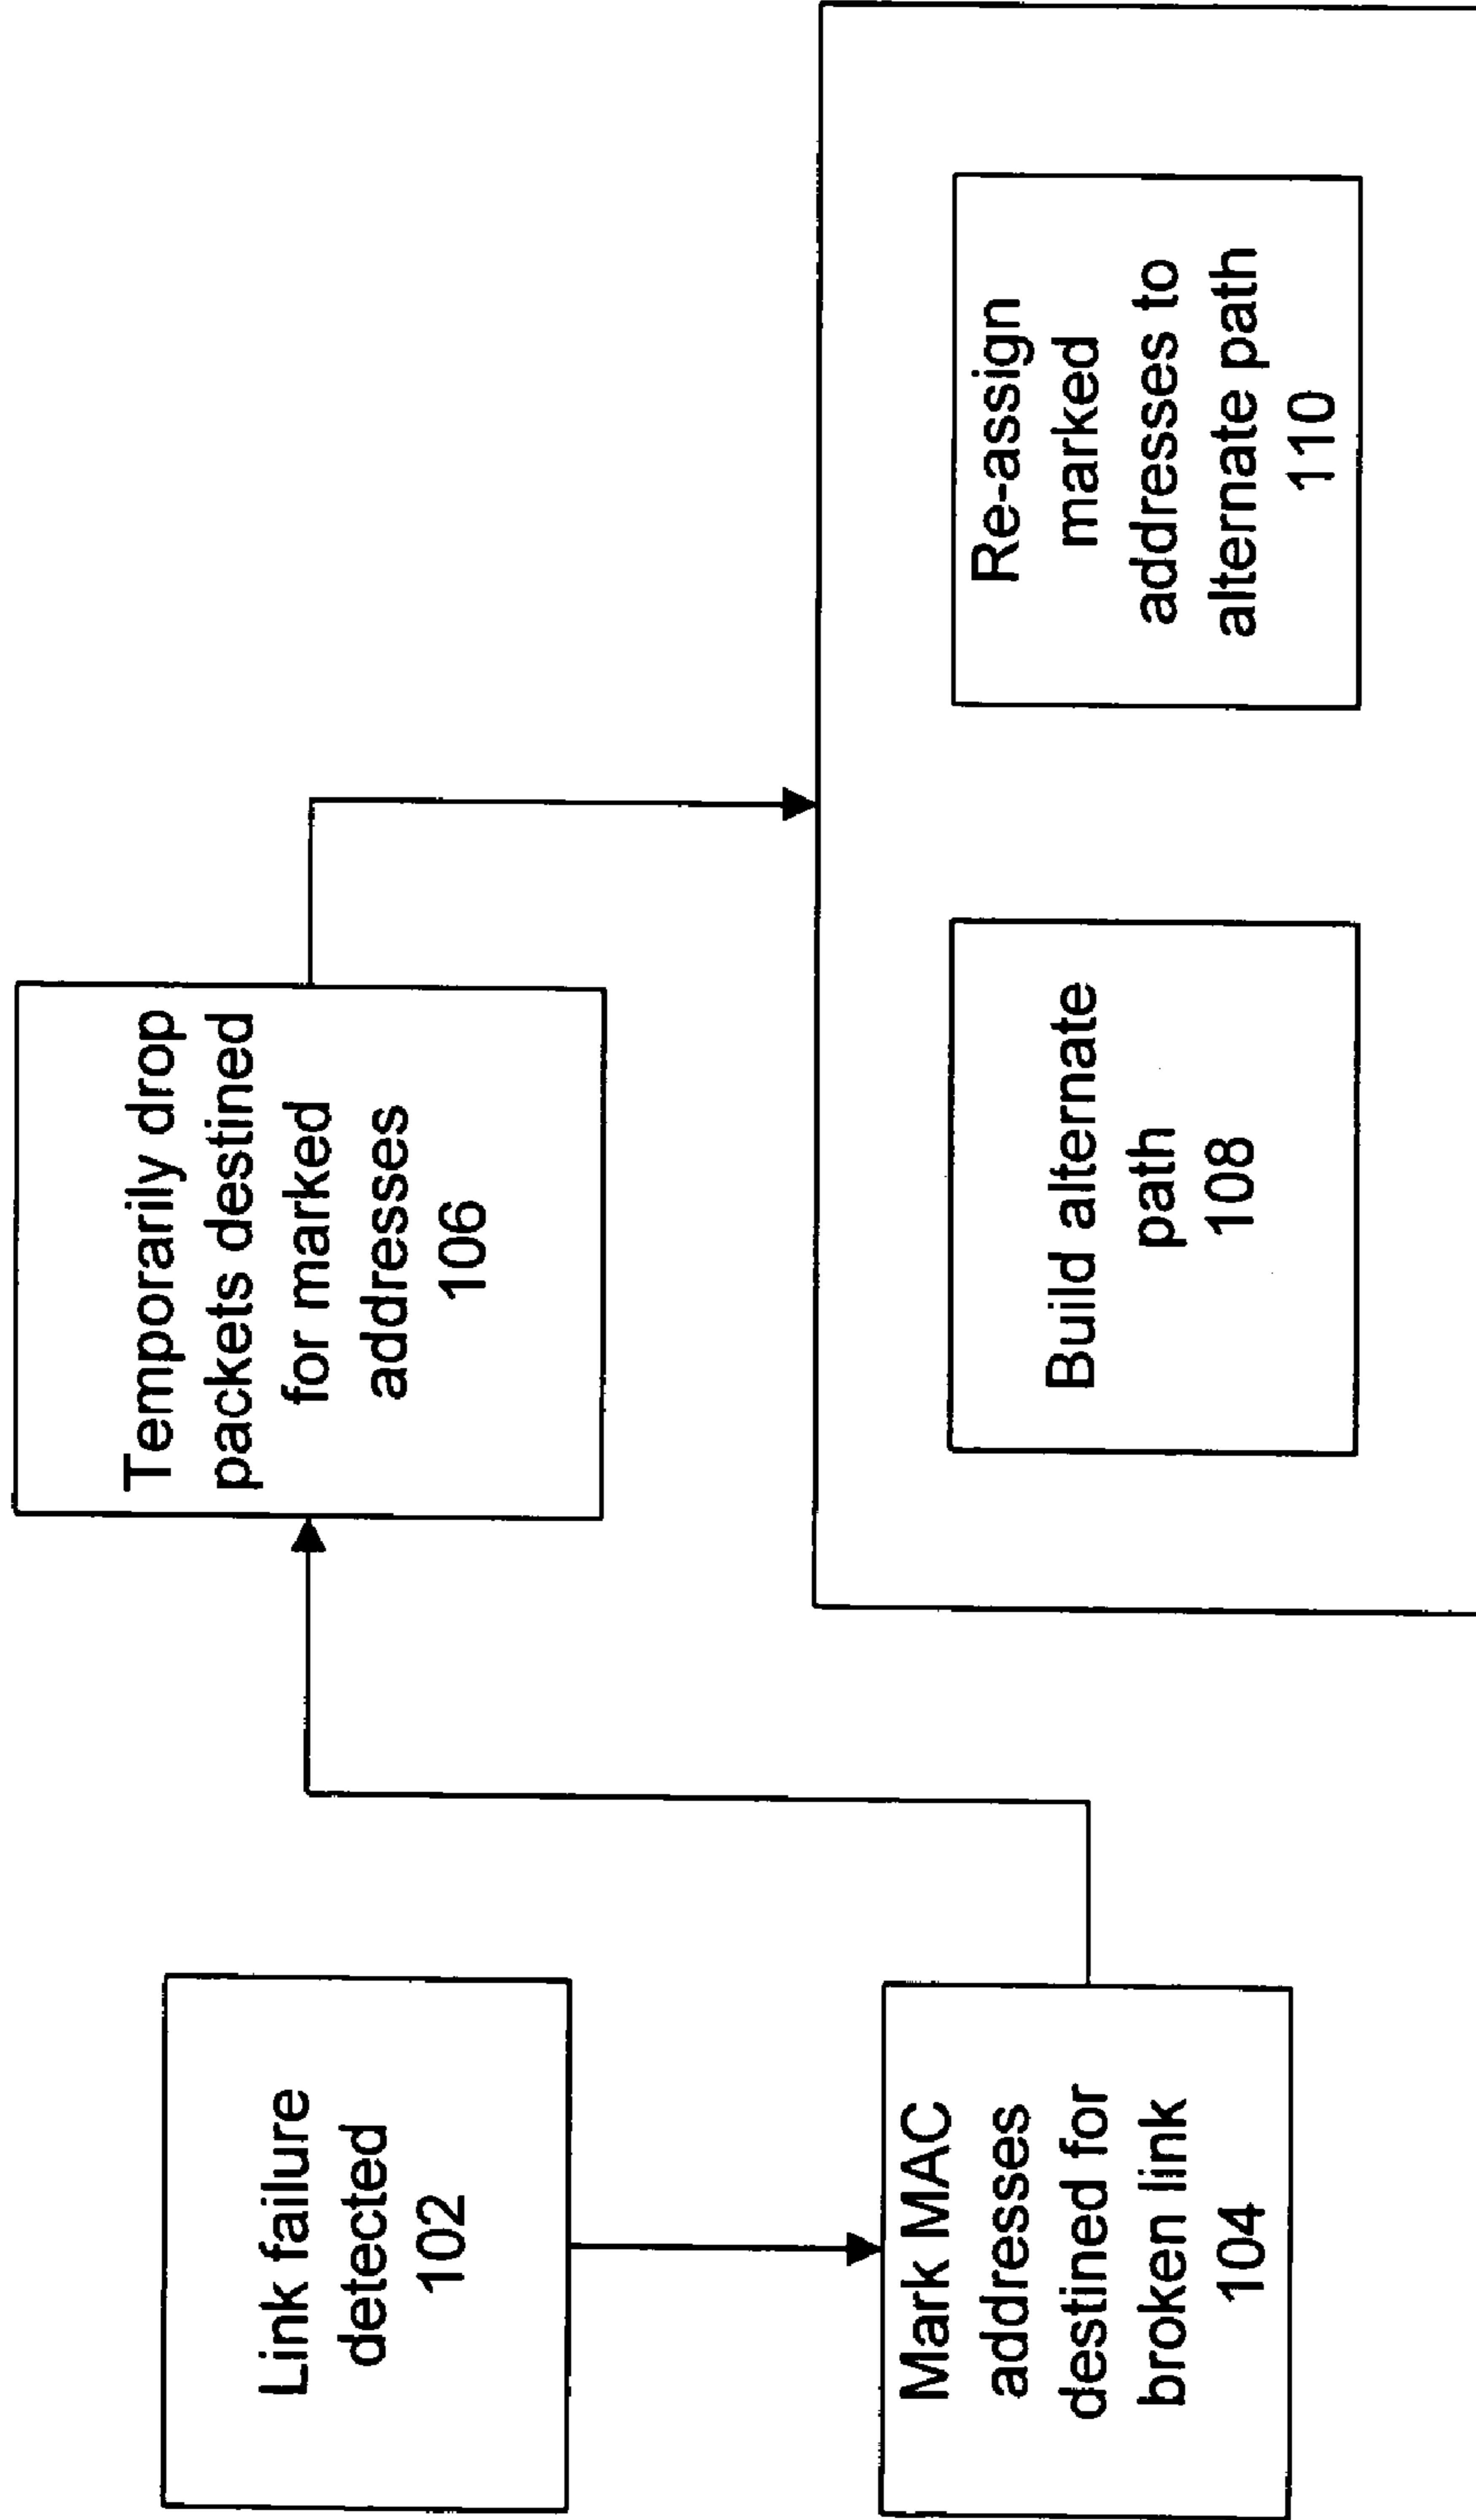 Link failure
detected
102
Mark MAC
addresses
destined for
broken link
104
Temporarily drop
packets destined
for marked
addresses
106
Build alternate
path
108
Re-assign
marked
addresses to
alternate path
110